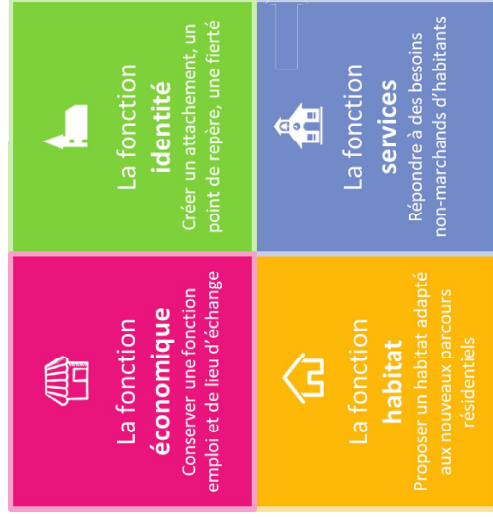 La fonction
économique
Conserver une fonction
emploi et de lieu d'échange
La fonction
identité
Créer un attachement, un
point de repère, une fierté
La fonction
habitat
Proposer un habitat adapté
aux nouveaux parcours
résidentiels
La fonction
services
Répondre à des besoins
non-marchands d'habitants